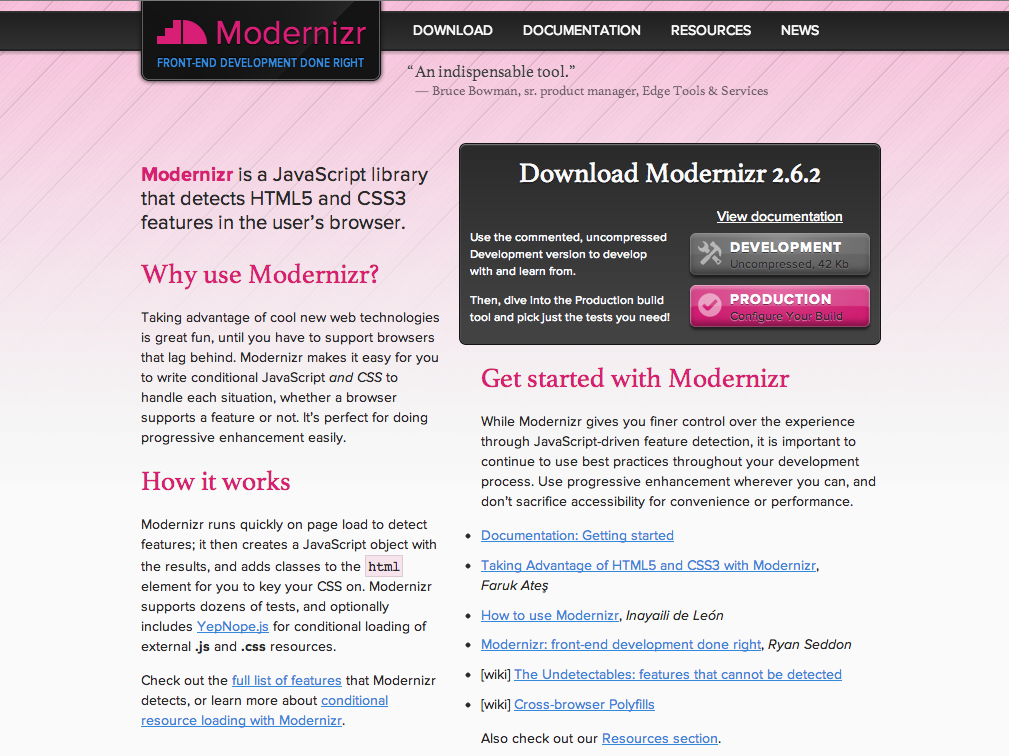 Modernizr
FRONT-END DEVELOPMENT DONE RIGHT
DOWNLOAD
DOCUMENTATION
RESOURCES
NEWS
“An indispensable tool.”
— Bruce Bowman, sr. product manager, Edge Tools & Services
Modernizr is a JavaScript library
that detects HTML5 and CSS3
features in the user’s browser.
Why use Modernizr?
Taking advantage of cool new web technologies
is great fun, until you have to support browsers
that lag behind. Modernizr makes it easy for you
to write conditional JavaScript and CSS to
handle each situation, whether a browser
supports a feature or not. It’s perfect for doing
progressive enhancement easily.
How it works
Modernizr runs quickly on page load to detect
features; it then creates a JavaScript object with
the results, and adds classes to the html
element for you to key your CSS on. Modernizr
supports dozens of tests, and optionally
includes YepNope.js for conditional loading of
external .js and .css resources.
Check out the full list of features that Modernizr
detects, or learn more about conditional
resource loading with Modernizr.
Download Modernizr 2.6.2
View documentation
Use the commented, uncompressed
Development version to develop
with and learn from.
Then, dive into the Production build
tool and pick just the tests you need!
DEVELOPMENT
Uncompressed, 42 Kb
PRODUCTION
Configure Your Build
Get started with Modernizr
While Modernizr gives you finer control over the experience
through JavaScript-driven feature detection, it is important to
continue to use best practices throughout your development
process. Use progressive enhancement wherever you can, and
don’t sacrifice accessibility for convenience or performance.
• Documentation: Getting started
• Taking Advantage of HTML5 and CSS3 with Modernizr,
Faruk Ateş
• How to use Modernizr, Inayaili de León
• Modernizr: front-end development done right, Ryan Seddon
• [wiki] The Undetectables: features that cannot be detected
• [wiki] Cross-browser Polyfills
Also check out our Resources section.